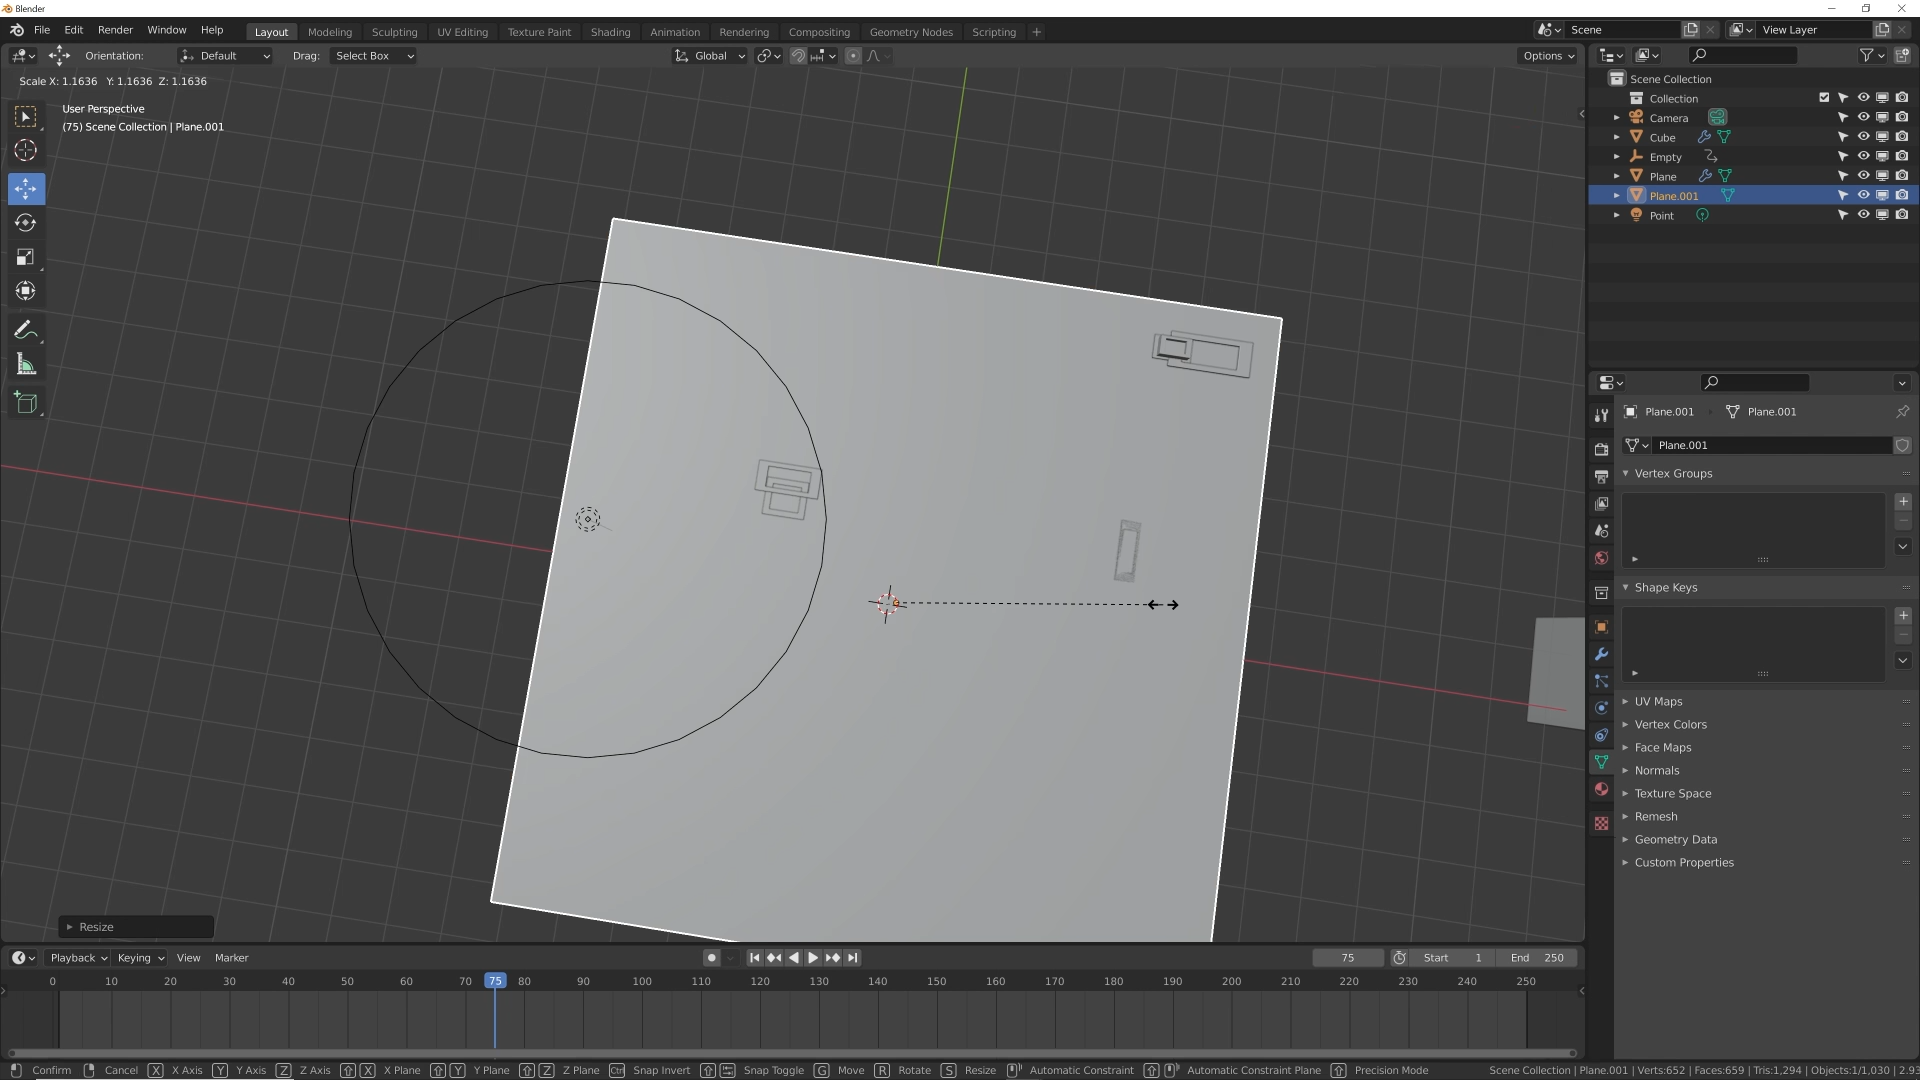 Blender
File Edit Render Window Help
Layout Modeling Sculpting UV Editing Texture Paint Shading Animation Rendering Compositing Geometry Nodes Scripting +
Scene
View Layer
Orientation: Default Drag: Select Box
Global
Options
Scale X: 1.1636 Y: 1.1636 Z: 1.1636
User Perspective
(75) Scene Collection | Plane.001
Scene Collection
Collection
Camera
Cube
Empty
Plane
Plane.001
Point
Plane.001 Plane.001
Plane.001
Vertex Groups
Shape Keys
UV Maps
Vertex Colors
Face Maps
Normals
Texture Space
Remesh
Geometry Data
Custom Properties
Resize
Playback Keying View Marker
75 Start 1 End 250
0 10 20 30 40 50 60 70 75 80 90 100 110 120 130 140 150 160 170 180 190 200 210 220 230 240 250
Confirm Cancel X X Axis Y Y Axis Z Z Axis X X Plane Y Y Plane Z Z Plane Ctrl Snap Invert Snap Toggle G Move R Rotate S Resize Automatic Constraint Automatic Constraint Plane Precision Mode Scene Collection | Plane.001 | Verts:652 | Faces:659 | Tris:1,294 | Objects:1/1,030 | 2.93